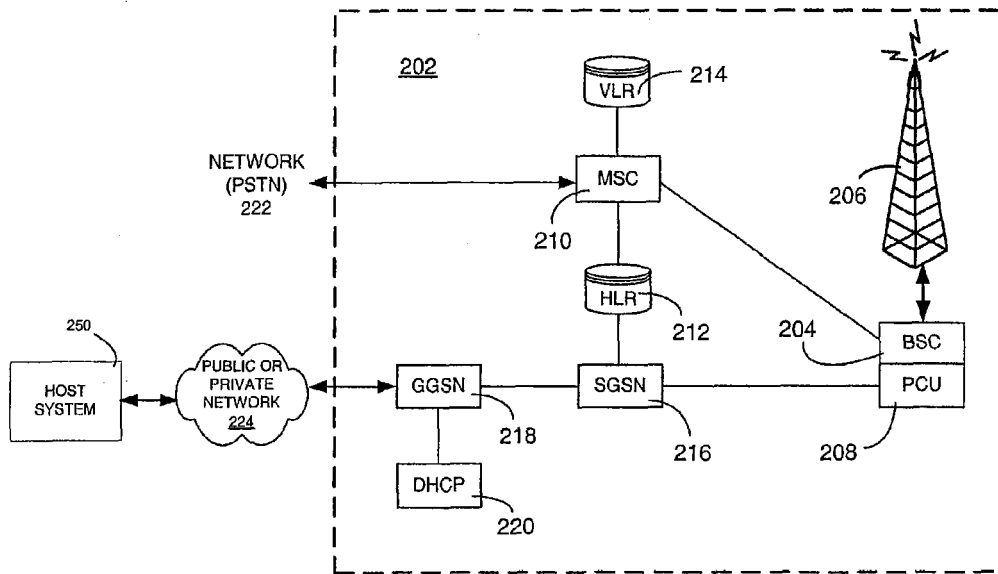 202
VLR
214
NETWORK
(PSTN)
222
MSC
210
206
HLR
212
204
BSC
250
HOST
SYSTEM
PUBLIC OR
PRIVATE
NETWORK
224
GGSN
218
SGSN
216
PCU
208
DHCP
220